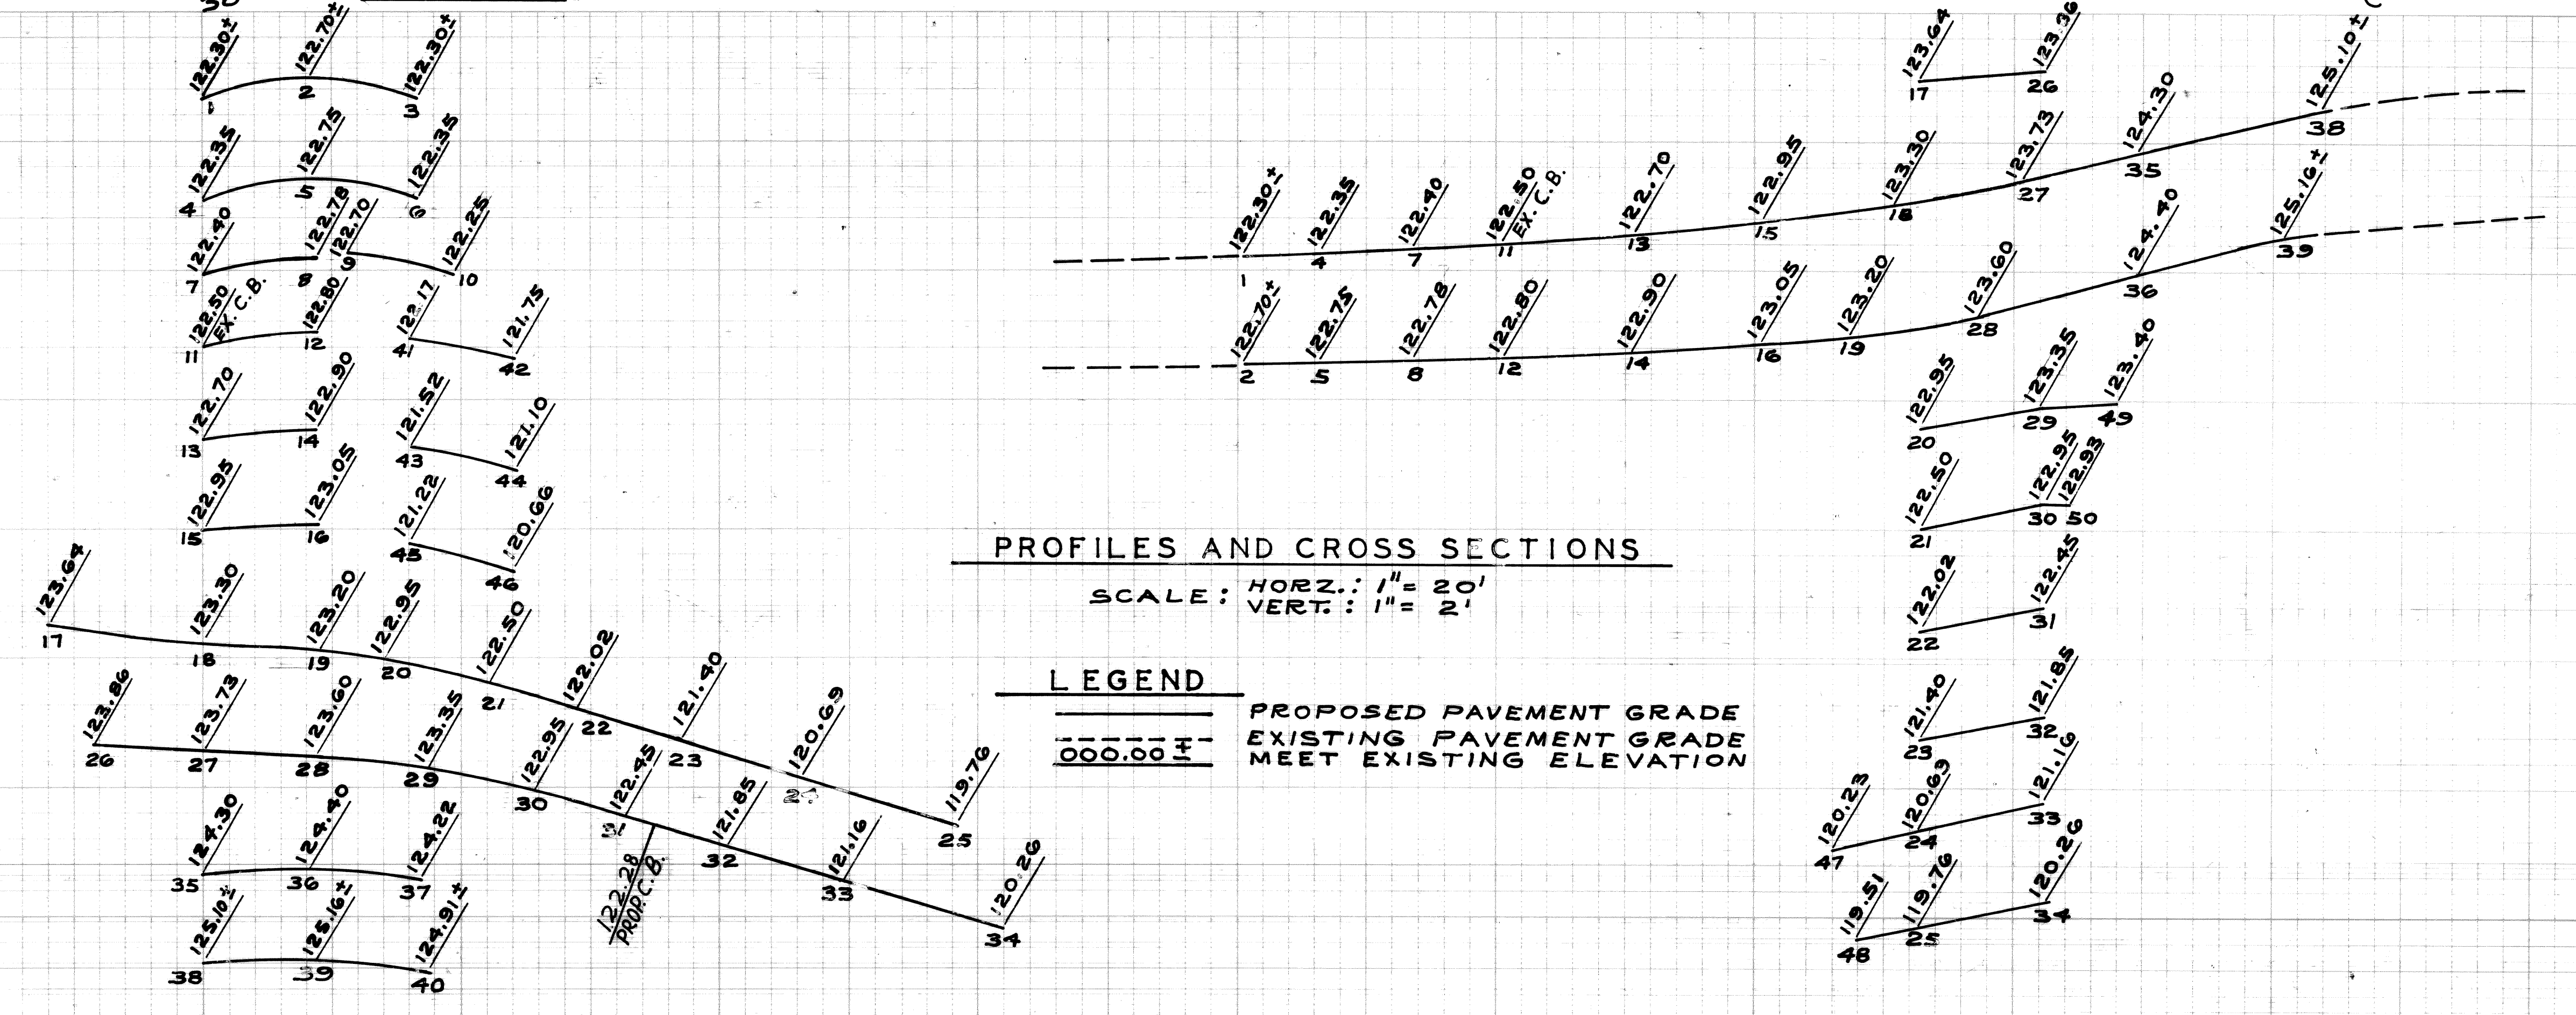 122.30± 122.70± 122.30±
1 2 3
122.35 122.75 122.35
4 5 6
122.40 122.78 122.70 122.25
7 8 9 10
122.50 EX. C.B. 122.80 122.17 121.75
11 12 41 42
122.70 122.90 121.52 121.10
13 14 43 44
122.95 123.05 121.22 120.66
15 16 45 46
123.64 123.30 123.20 122.95 122.50 122.02 121.40 120.69 119.76
17 18 19 20 21 22 23 24 25
123.86 123.73 123.60 123.35 122.95 122.45 121.85 121.16 120.26
26 27 28 29 30 31 32 33 34
122.28
PROP. C.B.
124.30 124.40 124.22
35 36 37
125.10± 125.16± 124.91±
38 39 40
122.30± 122.35 122.40 122.50 EX. C.B. 122.70 122.95 123.30 123.73 124.30 125.10±
1 4 7 11 13 15 18 27 35 38
122.70± 122.75 122.78 122.80 122.90 123.05 123.20 123.60 124.40 125.16±
2 5 8 12 14 16 19 28 36 39
PROFILES AND CROSS SECTIONS
SCALE: HORZ.: 1"= 20'
VERT.: 1"= 2'
LEGEND
PROPOSED PAVEMENT GRADE
EXISTING PAVEMENT GRADE
000.00± MEET EXISTING ELEVATION
123.64
17 26
122.95 123.35 123.40
20 29 49
122.50 122.95 122.93
21 30 50
122.02 122.45
22 31
121.40 121.85
23 32
120.23 120.69 121.16
47 24 33
119.51 119.76 120.26
48 25 34